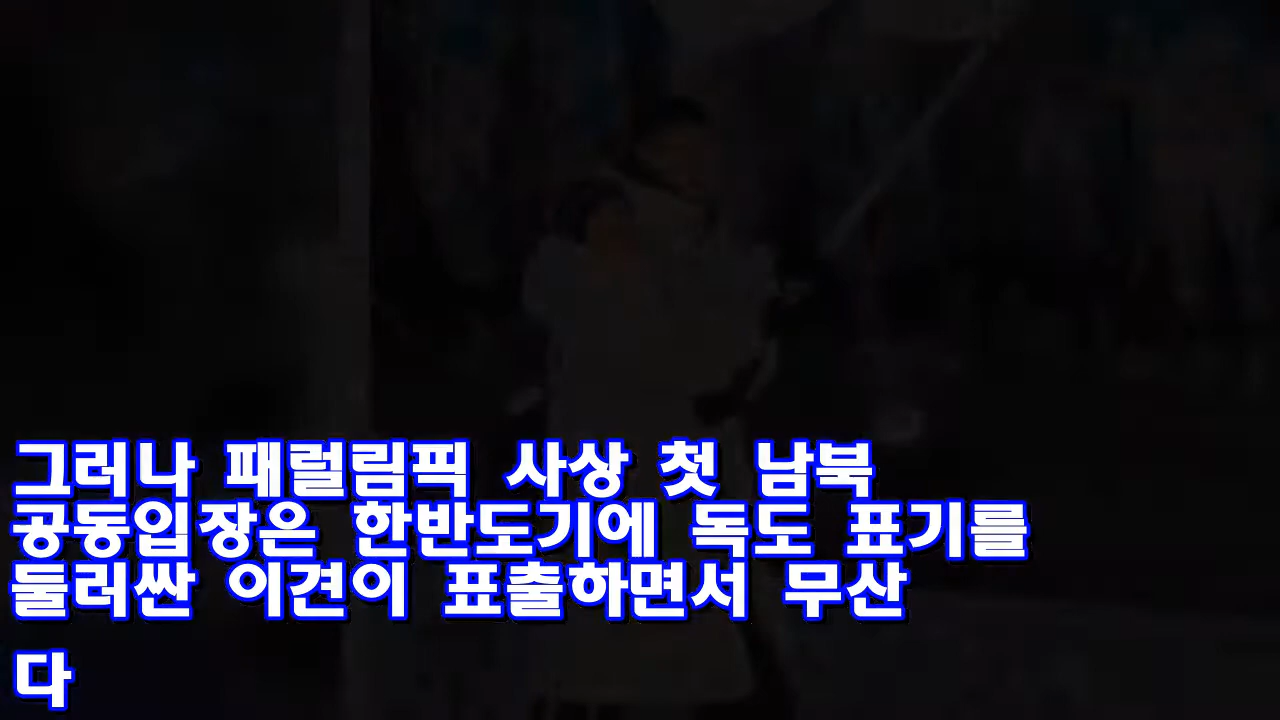 그러나 패럴림픽 사상 첫 남북
공동입장은 한반도기에 독도 표기를
둘러싼 이견이 표출하면서 무산
다